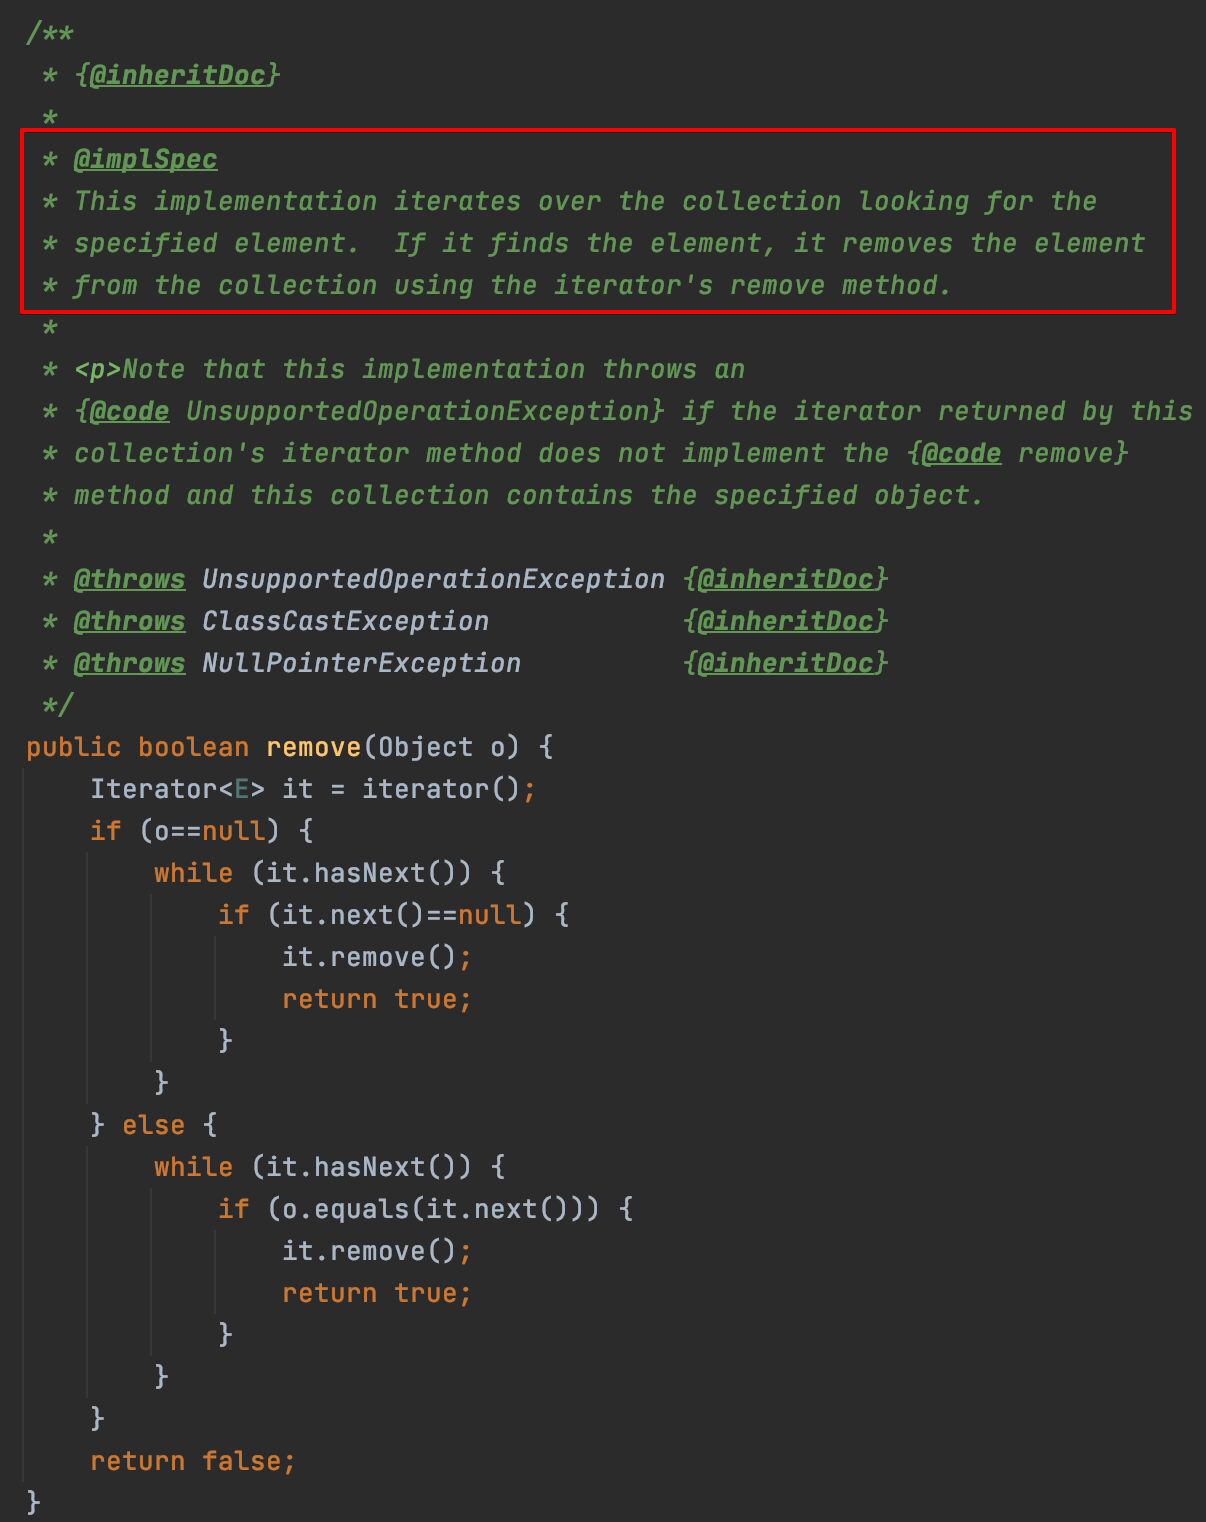 /**
 * {@inheritDoc}
 *
 * @implSpec
 * This implementation iterates over the collection looking for the
 * specified element.  If it finds the element, it removes the element
 * from the collection using the iterator's remove method.
 *
 * <p>Note that this implementation throws an
 * {@code UnsupportedOperationException} if the iterator returned by this
 * collection's iterator method does not implement the {@code remove}
 * method and this collection contains the specified object.
 *
 * @throws UnsupportedOperationException {@inheritDoc}
 * @throws ClassCastException            {@inheritDoc}
 * @throws NullPointerException          {@inheritDoc}
 */
public boolean remove(Object o) {
    Iterator<E> it = iterator();
    if (o==null) {
        while (it.hasNext()) {
            if (it.next()==null) {
                it.remove();
                return true;
            }
        }
    } else {
        while (it.hasNext()) {
            if (o.equals(it.next())) {
                it.remove();
                return true;
            }
        }
    }
    return false;
}